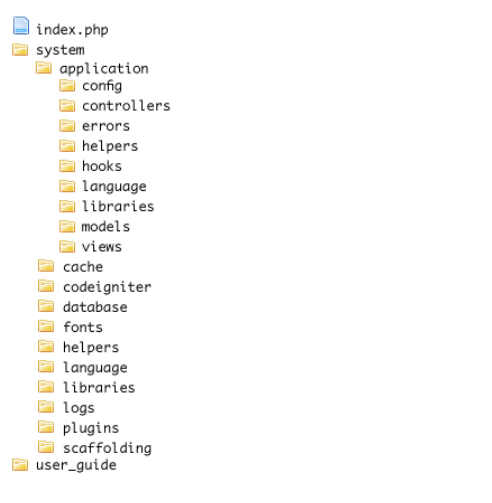 index.php
system
application
config
controllers
errors
helpers
hooks
language
libraries
models
views
cache
codeigniter
database
fonts
helpers
language
libraries
logs
plugins
scaffolding
user_guide